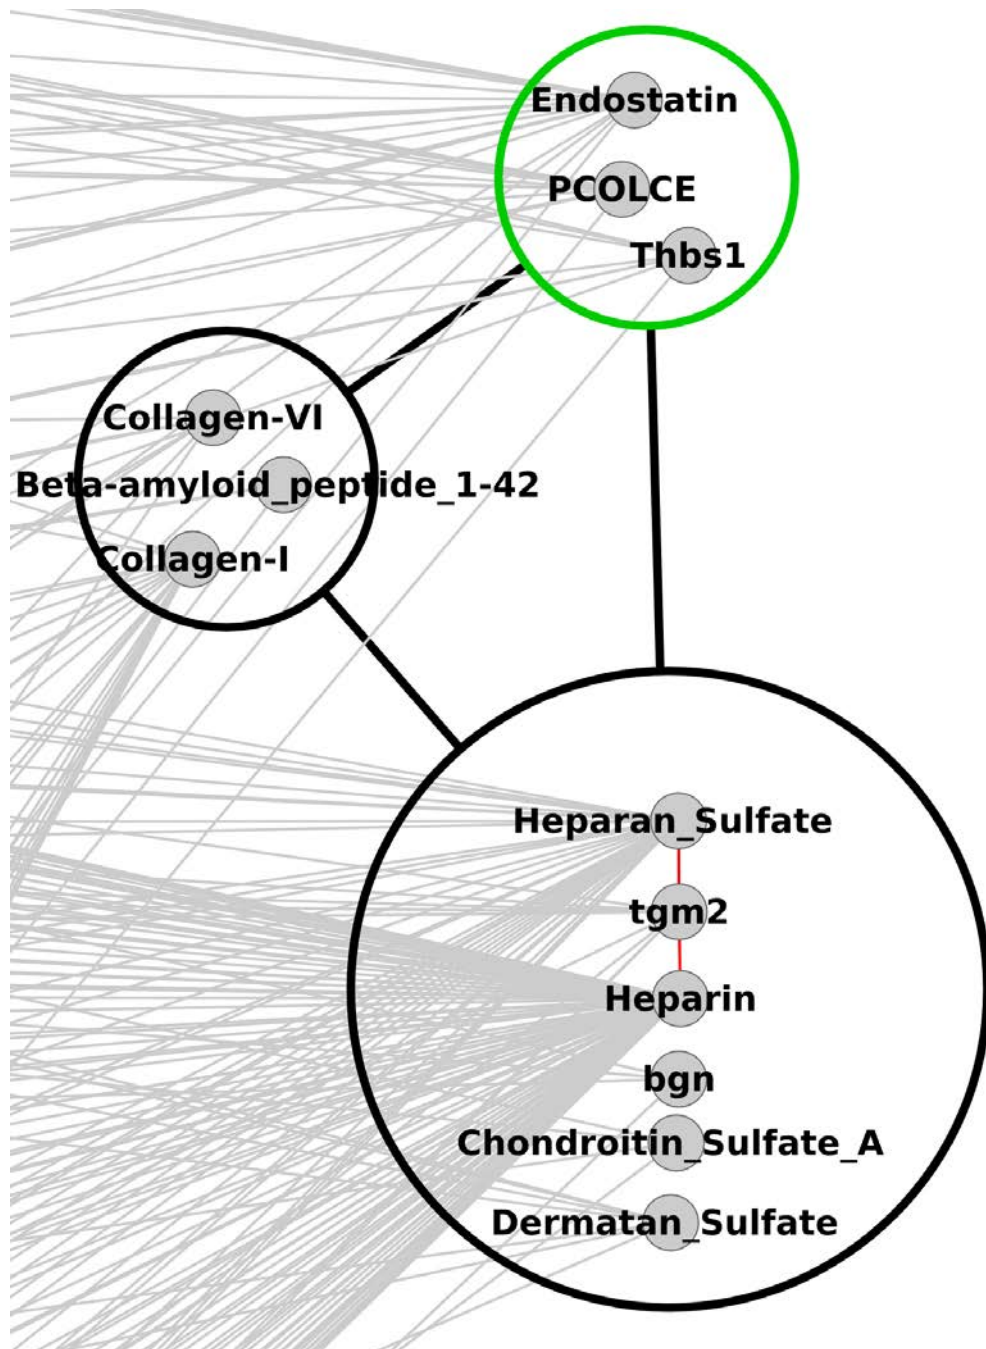 Endostatin
PCOLCE
Thbs1
Collagen-VI
Beta-amyloid_peptide_1-42
Collagen-I
Heparan_Sulfate
tgm2
Heparin
bgn
Chondroitin_Sulfate_A
Dermatan_Sulfate